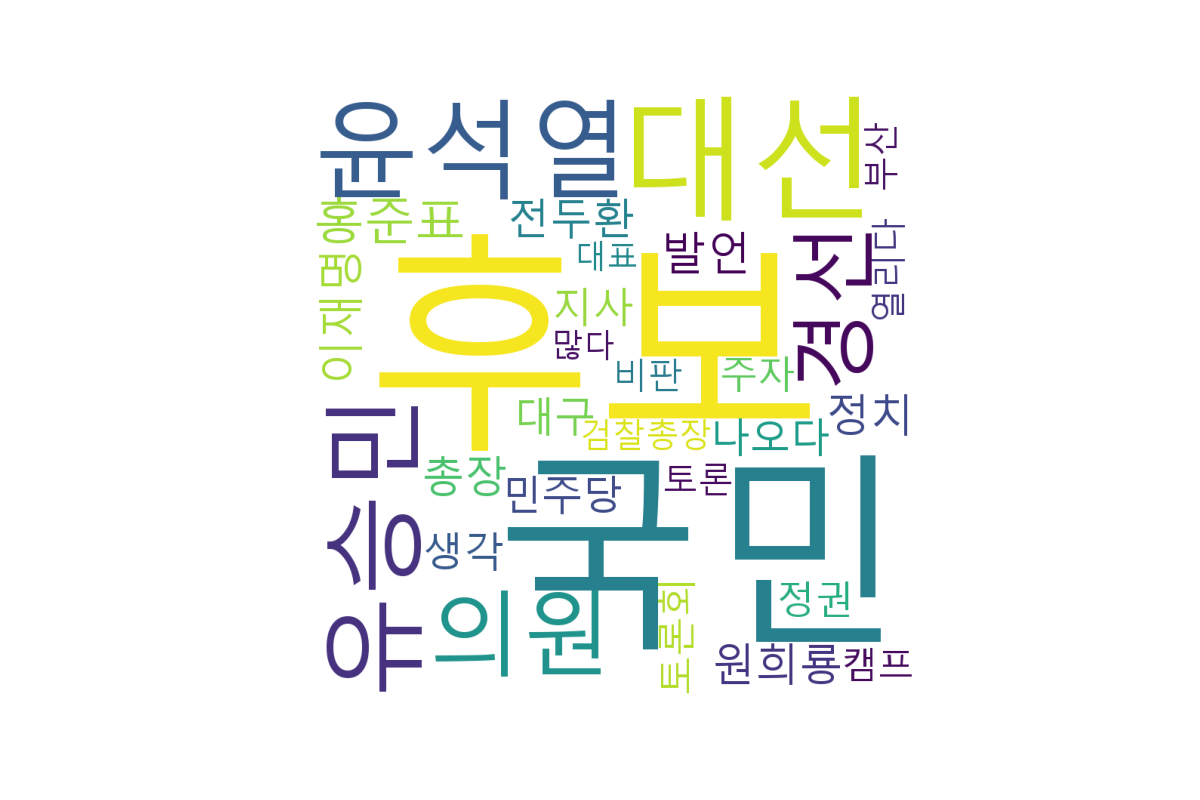 윤석열
대선
부산
홍준표
전두환
발언
대표
경선
열리다
이재명
후보
지사
많다
비판
주자
대구
검찰총장
나오다
정치
유승민
총장
민주당
토론
국민
생각
의원
토론회
정권
원희룡
캠프